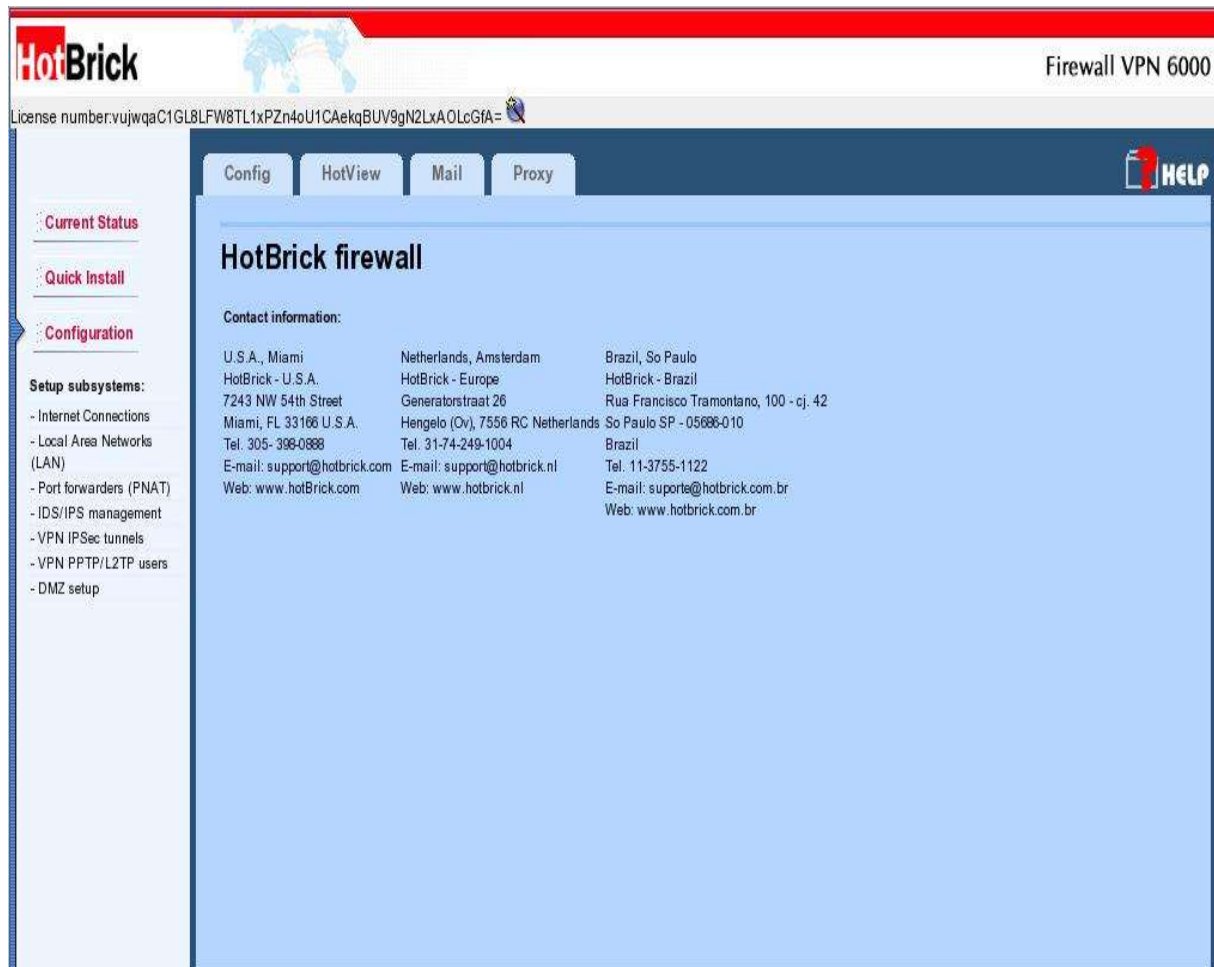 HotBrick
Firewall VPN 6000
License number:vujwqaC1GL8LFW8TL1xPZn4oU1CAekqBUV9gN2LxAOLcGfA=
Config
HotView
Mail
Proxy
HELP
Current Status
Quick Install
Configuration
Setup subsystems:
- Internet Connections
- Local Area Networks
(LAN)
- Port forwarders (PNAT)
- IDS/IPS management
- VPN IPSec tunnels
- VPN PPTP/L2TP users
- DMZ setup
HotBrick firewall
Contact information:
U.S.A., Miami
HotBrick - U.S.A.
7243 NW 54th Street
Miami, FL 33166 U.S.A.
Tel. 305- 398-0888
E-mail: support@hotbrick.com
Web: www.hotBrick.com
Netherlands, Amsterdam
HotBrick - Europe
Generatorstraat 26
Hengelo (Ov), 7556 RC Netherlands
Tel. 31-74-249-1004
E-mail: support@hotbrick.nl
Web: www.hotbrick.nl
Brazil, So Paulo
HotBrick - Brazil
Rua Francisco Tramontano, 100 - cj. 42
So Paulo SP - 05686-010
Brazil
Tel. 11-3755-1122
E-mail: suporte@hotbrick.com.br
Web: www.hotbrick.com.br